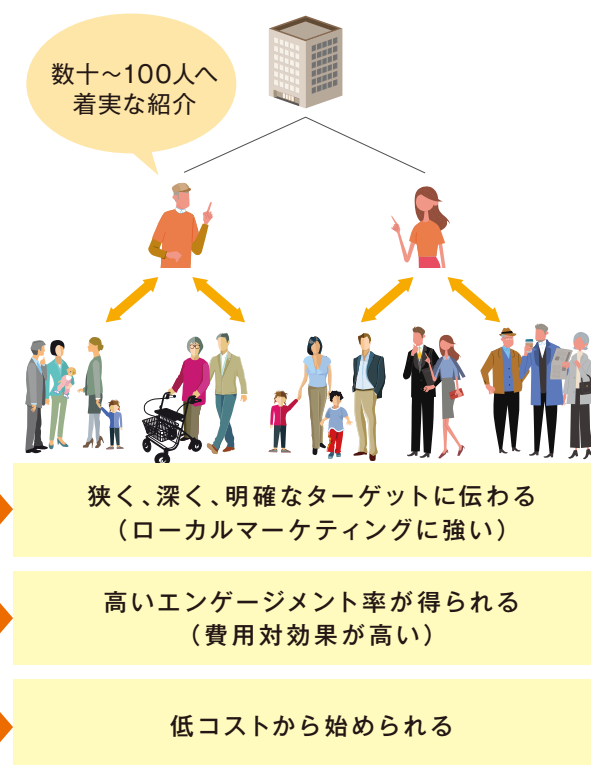 数十〜100人へ
着実な紹介
狭く、深く、明確なターゲットに伝わる
（ローカルマーケティングに強い）
高いエンゲージメント率が得られる
（費用対効果が高い）
低コストから始められる